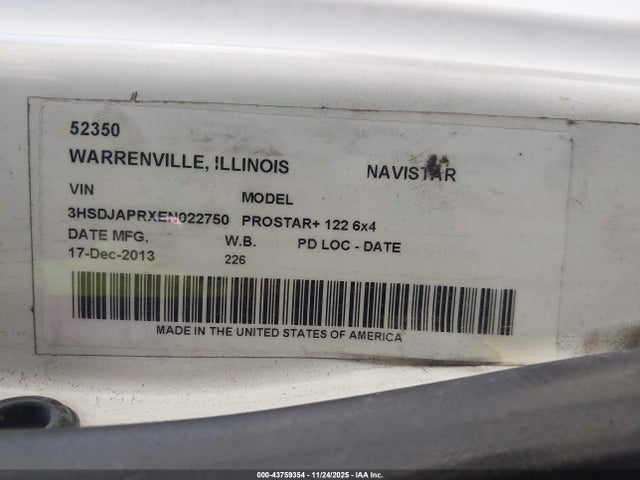 52350
WARRENVILLE, ILLINOIS NAVISTAR
VIN MODEL
3HSDJAPRXEN022750 PROSTAR+ 122 6x4
DATE MFG. W.B. PD LOC - DATE
17-Dec-2013 226
MADE IN THE UNITED STATES OF AMERICA
000-43759354 - 11/24/2025 - IAA Inc.